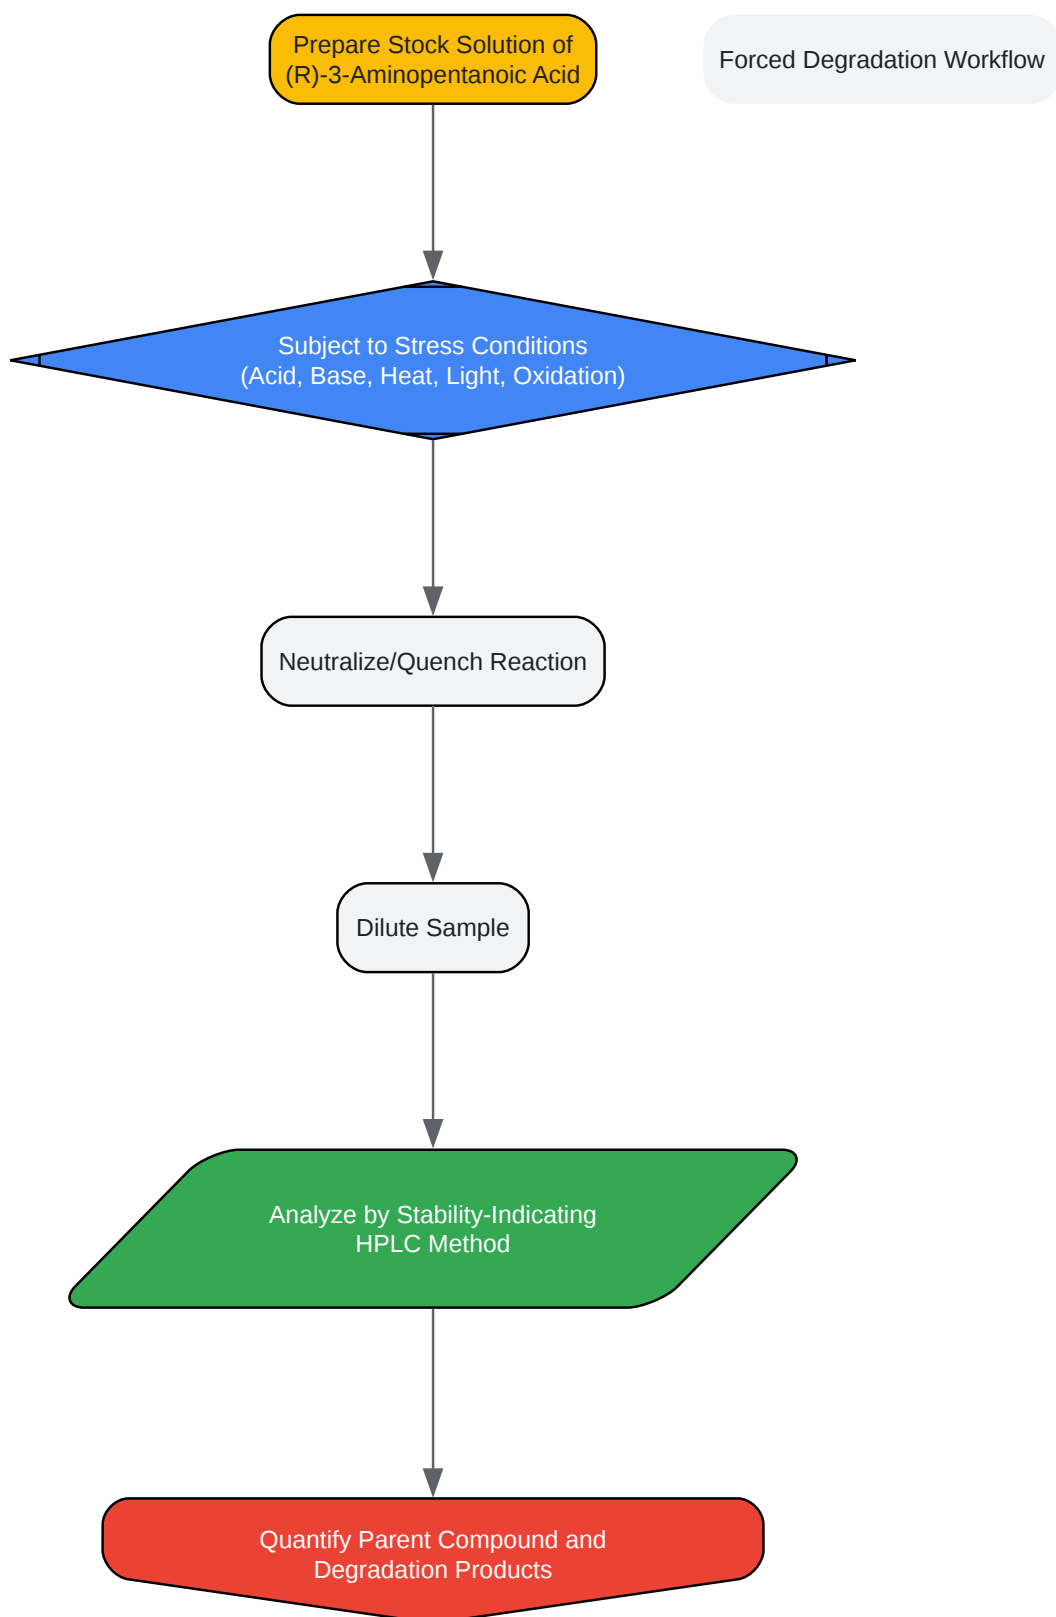 Prepare Stock Solution of
(R)-3-Aminopentanoic Acid
Forced Degradation Workflow
Subject to Stress Conditions
(Acid, Base, Heat, Light, Oxidation)
Neutralize/Quench Reaction
Dilute Sample
Analyze by Stability-Indicating
HPLC Method
Quantify Parent Compound and
Degradation Products